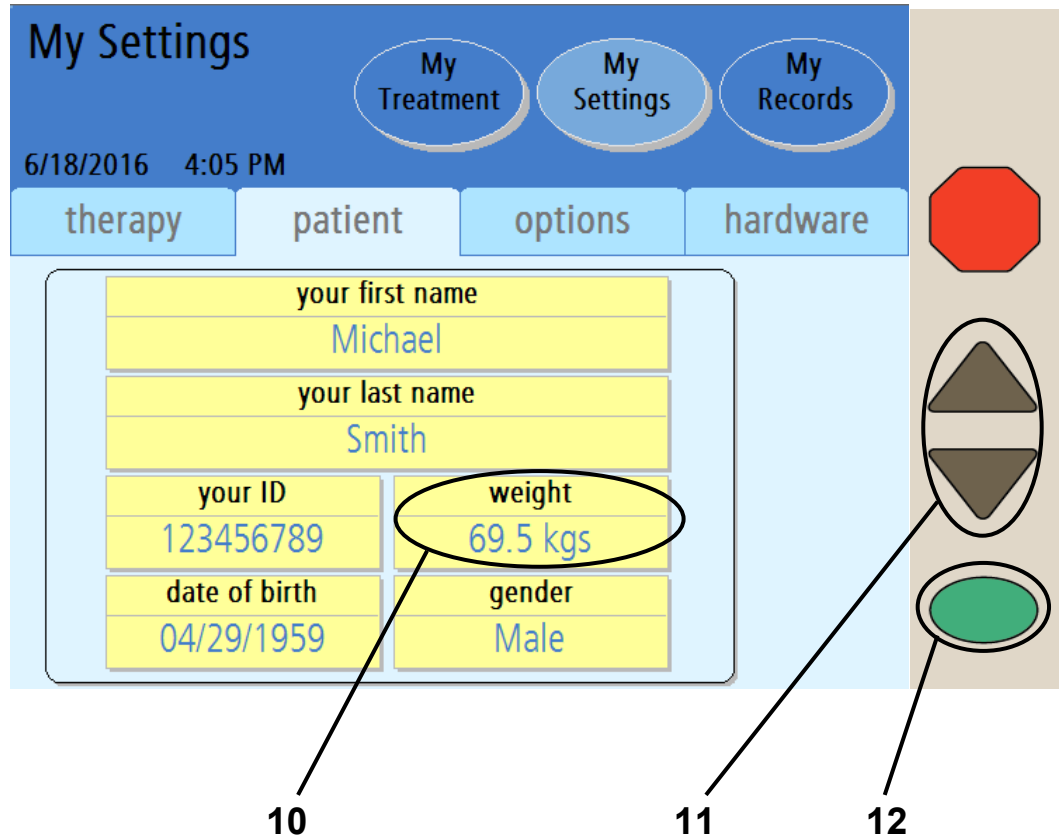 My Settings
My
Treatment
My
Settings
My
Records
6/18/2016 4:05 PM
therapy patient options hardware
your first name
Michael
your last name
Smith
your ID weight
123456789 69.5 kgs
date of birth gender
04/29/1959 Male
10 11 12